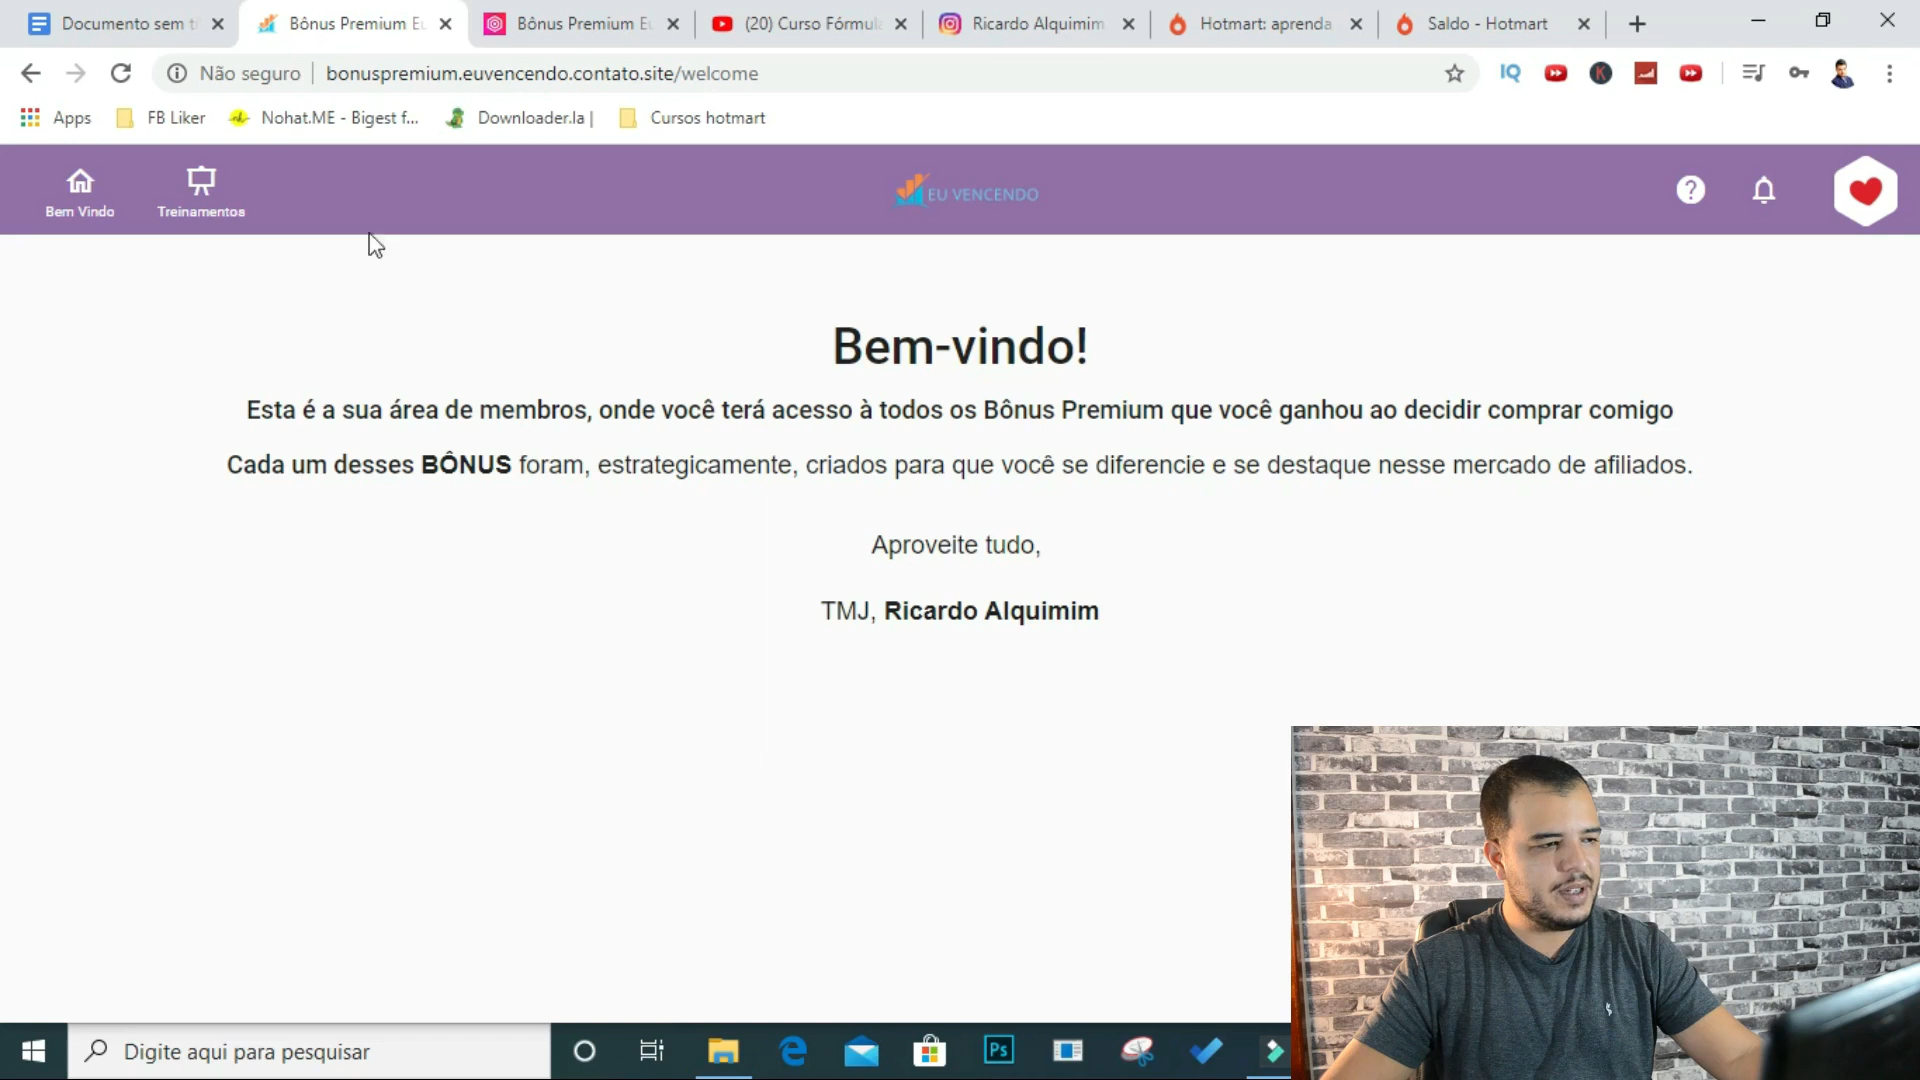 Documento sem t
Bônus Premium Eu
Bônus Premium Eu
(20) Curso Fórmula
Ricardo Alquimim
Hotmart: aprenda
Saldo - Hotmart
Não seguro
bonuspremium.euvencendo.contato.site/welcome
IQ
K
Apps
FB Liker
Nohat.ME - Bigest f...
Downloader.la |
Cursos hotmart
Bem Vindo
Treinamentos
EU VENCENDO
Bem-vindo!
Esta é a sua área de membros, onde você terá acesso à todos os Bônus Premium que você ganhou ao decidir comprar comigo
Cada um desses BÔNUS foram, estrategicamente, criados para que você se diferencie e se destaque nesse mercado de afiliados.
Aproveite tudo,
TMJ, Ricardo Alquimim
Digite aqui para pesquisar
Ps